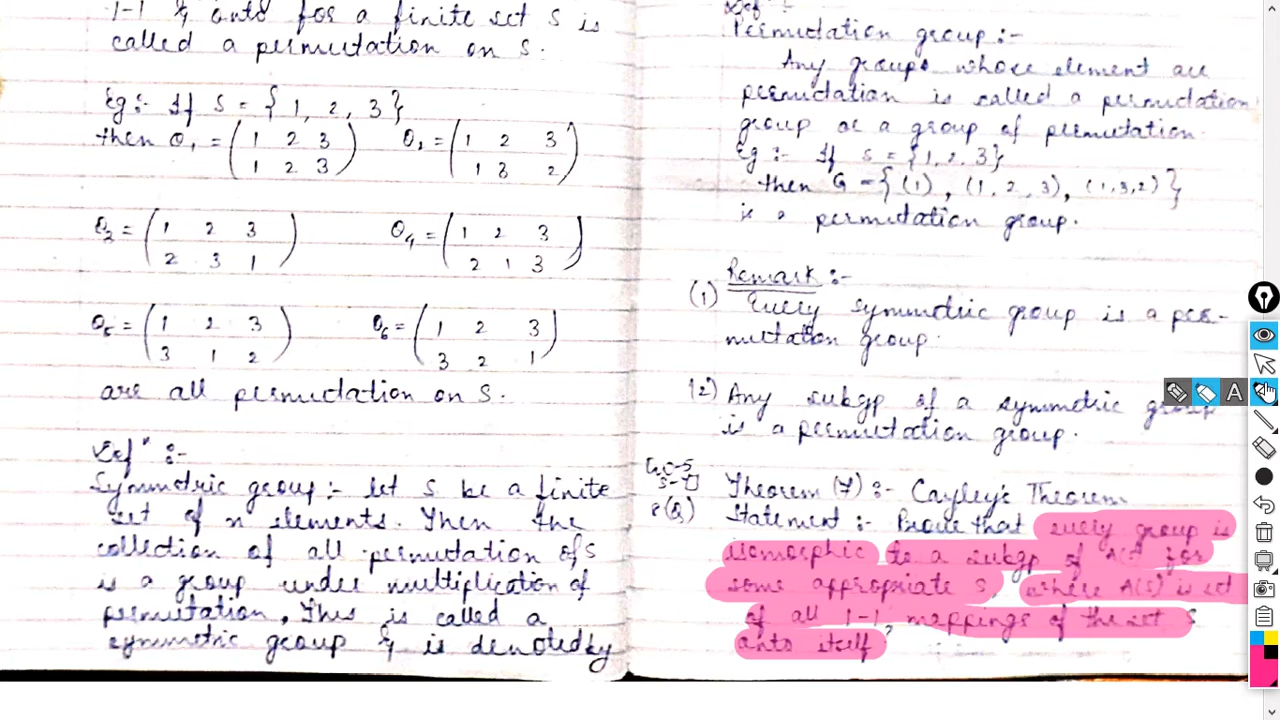 1-1 & onto for a finite set S is
called a permutation on S.
Eg:- If S = { 1, 2, 3 }
then θ₁ = ( 1 2 3 ) θ₂ = ( 1 2 3 )
1 2 3 1 3 2
θ₃ = ( 1 2 3 ) θ₄ = ( 1 2 3 )
2 3 1 2 1 3
θ₅ = ( 1 2 3 ) θ₆ = ( 1 2 3 )
3 1 2 3 2 1
are all permutation on S.
Defⁿ :-
Symmetric group :- Let S be a finite
set of n elements. Then the
collection of all permutation of S
is a group under multiplication of
permutation. This is called a
symmetric group & is denoted by
Def :-
Permutation group :-
Any group whose element are
permutation is called a permutation
group or a group of permutation.
Eg :- If S = {1, 2, 3}
then G = { (1), (1, 2, 3), (1, 3, 2) }
is a permutation group.
Remark :-
(1) Every symmetric group is a per-
mutation group.
(2) Any subgp of a symmetric group
is a permutation group.
Theorem (7) :- Cayley's Theorem
Statement :- Prove that every group is
isomorphic to a subgp of A(S) for
some appropriate S, where A(S) is set
of all 1-1, mappings of the set S
onto itself
A